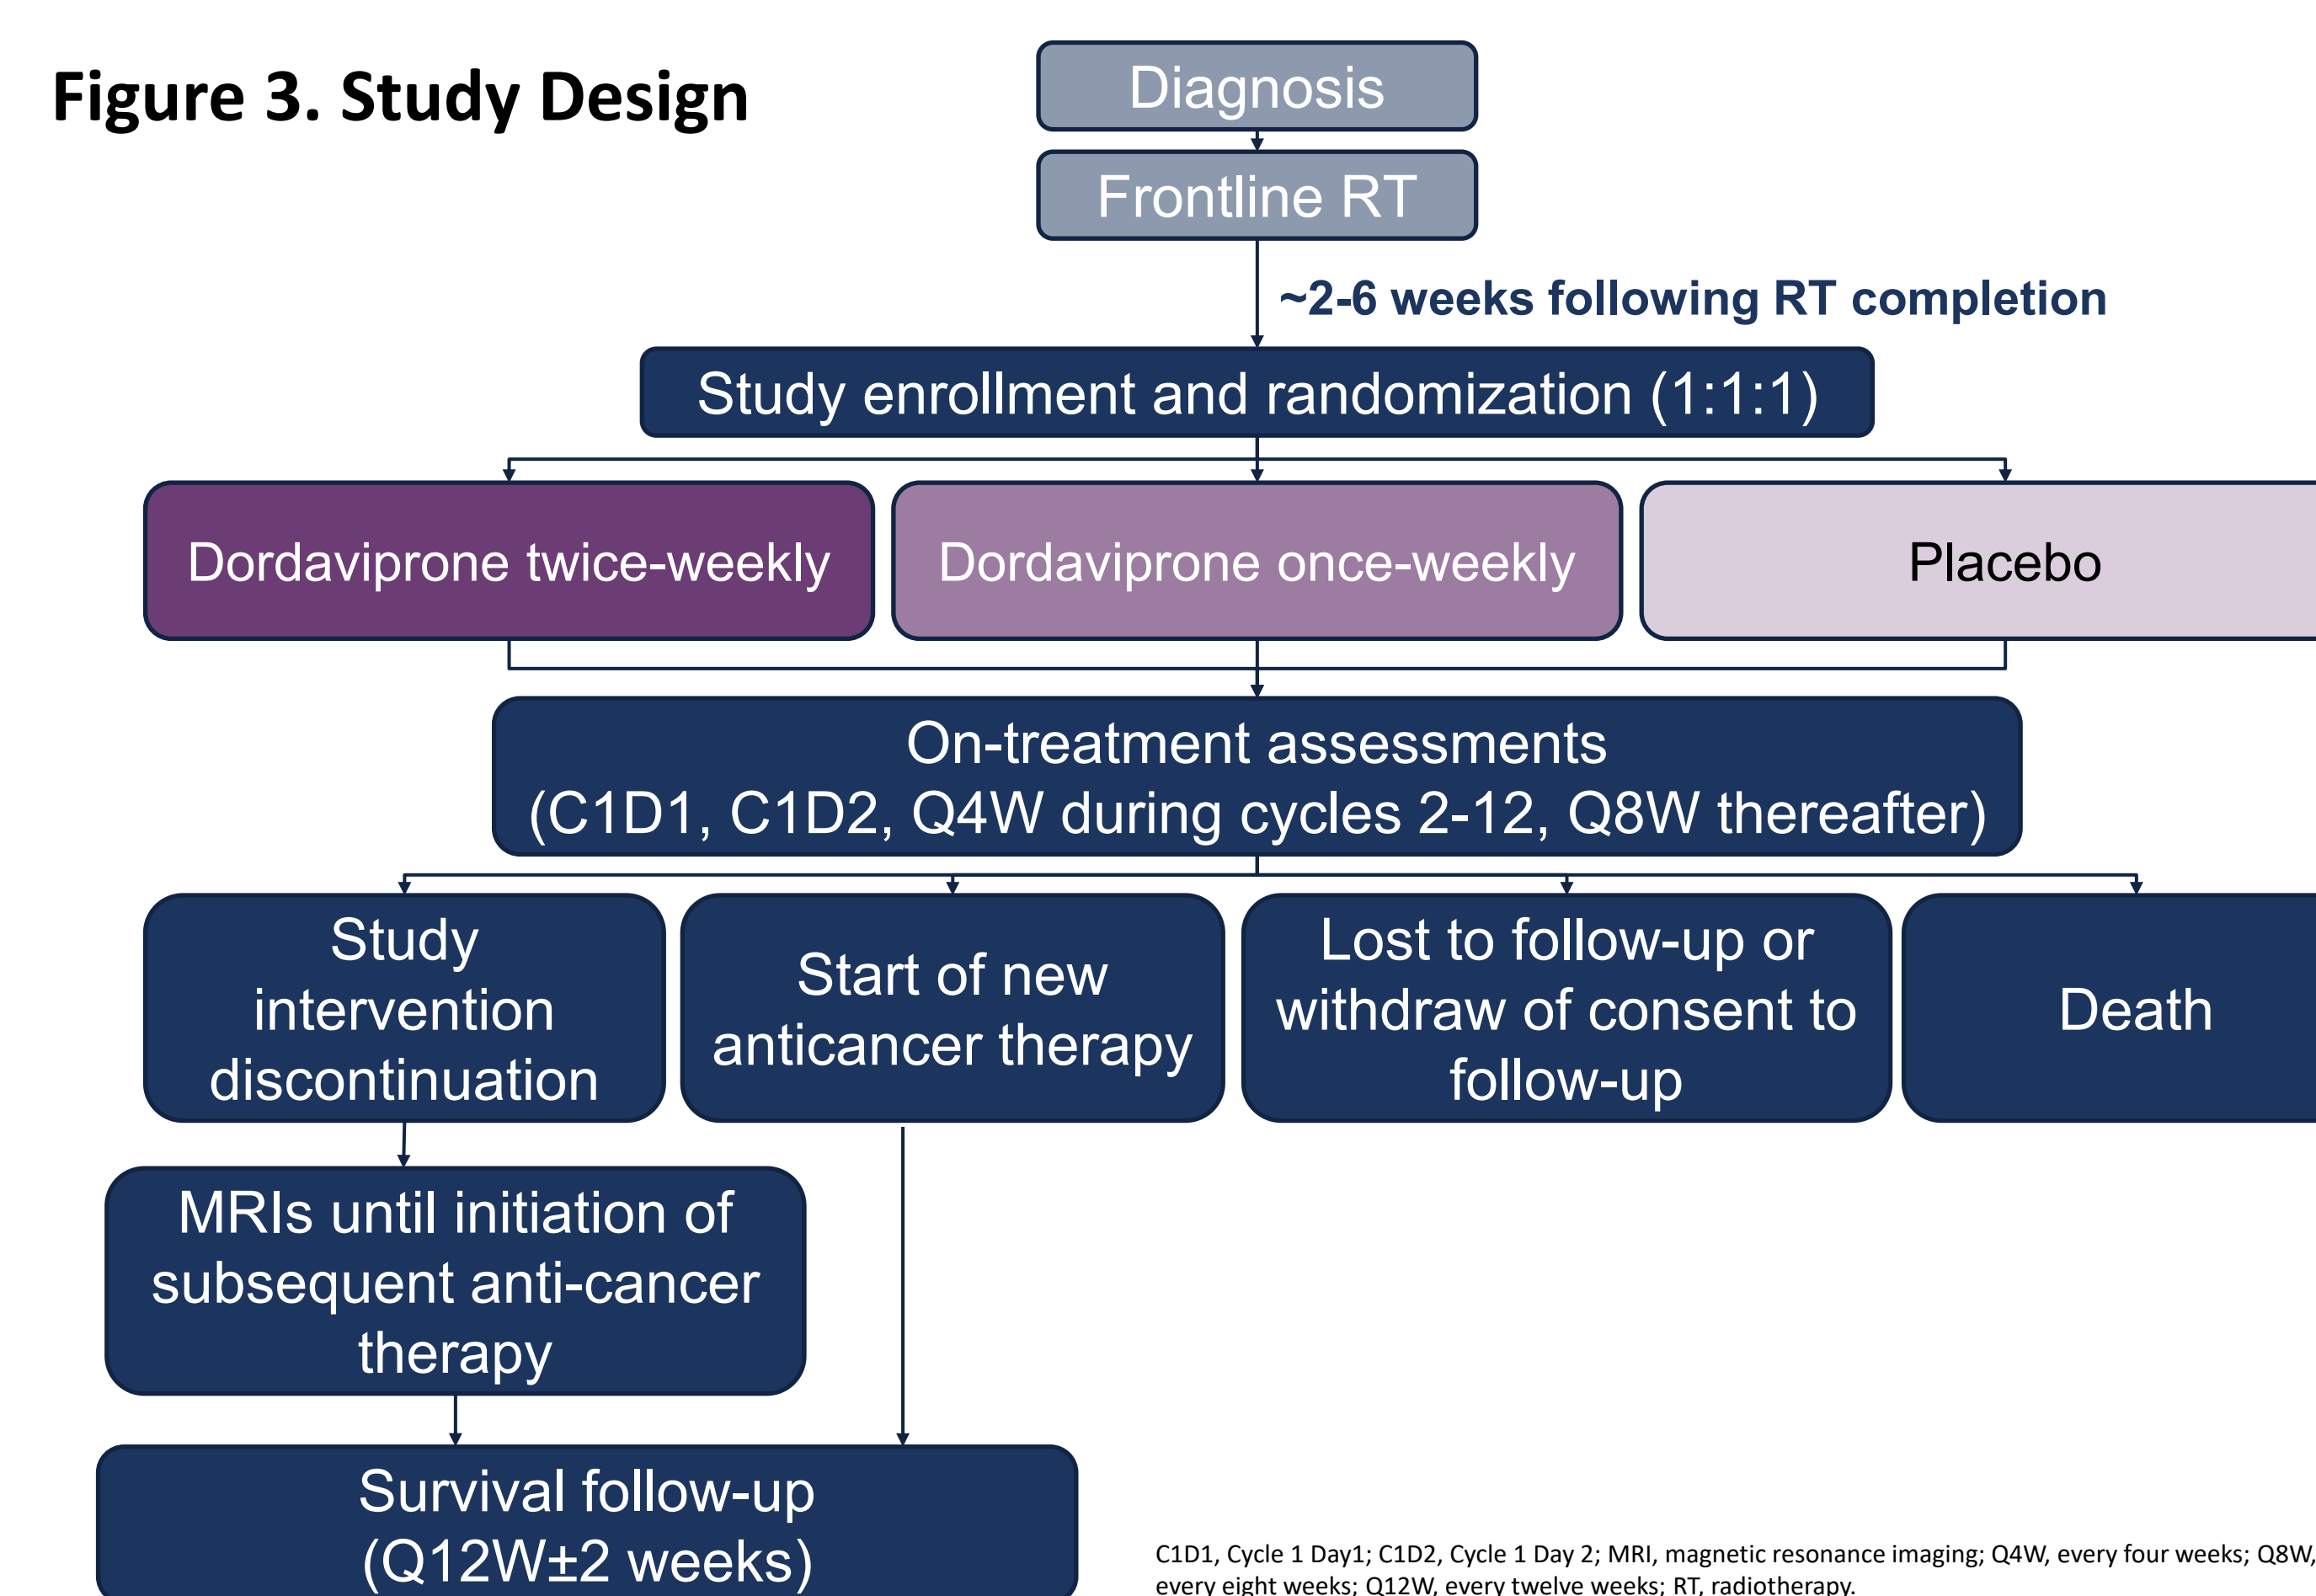 Figure 3. Study Design
Diagnosis
Frontline RT
~2-6 weeks following RT completion
Study enrollment and randomization (1:1:1)
Dordaviprone twice-weekly
Dordaviprone once-weekly
Placebo
On-treatment assessments
(C1D1, C1D2, Q4W during cycles 2-12, Q8W thereafter)
Study
intervention
discontinuation
Start of new
anticancer therapy
Lost to follow-up or
withdraw of consent to
follow-up
Death
MRIs until initiation of
subsequent anti-cancer
therapy
Survival follow-up
(Q12W±2 weeks)
C1D1, Cycle 1 Day1; C1D2, Cycle 1 Day 2; MRI, magnetic resonance imaging; Q4W, every four weeks; Q8W,
every eight weeks; Q12W, every twelve weeks; RT, radiotherapy.